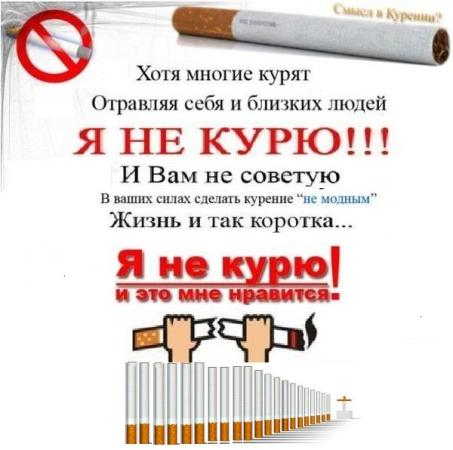 Смысл в Курении?
Хотя многие курят
Отравляя себя и близких людей
Я НЕ КУРЮ!!!
И Вам не советую
В ваших силах сделать курение “не модным”
Жизнь и так коротка...
Я не курю!
и это мне нравится!